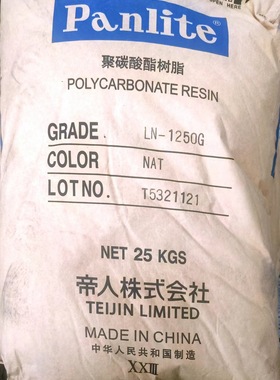 OPEN HERE
Panlite®
聚碳酸酯树脂
POLYCARBONATE RESIN
GRADE. LN-1250G
COLOR NAT
LOT NO. T5321121
NET 25 KGS
帝人株式会社
TEIJIN LIMITED
MADE IN CHINA
中华人民共和国制造
XXIII